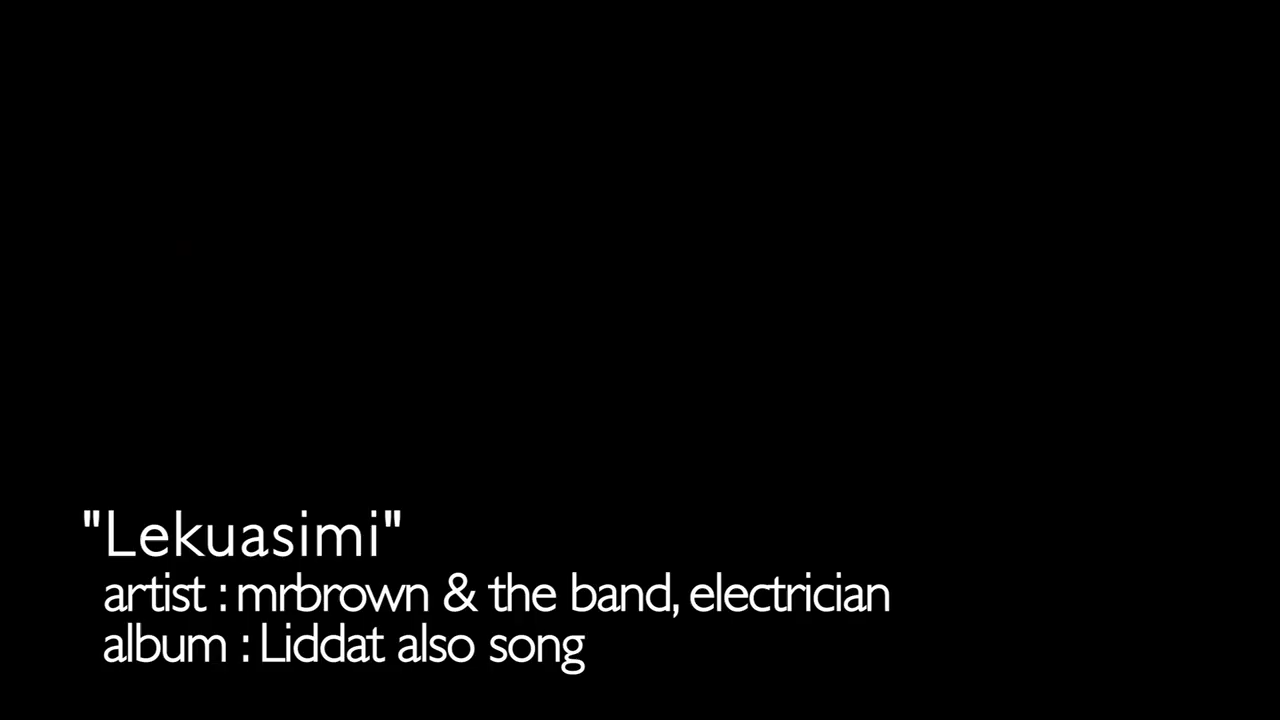 "Lekuasimi"
artist : mrbrown & the band, electrician
album : Liddat also song